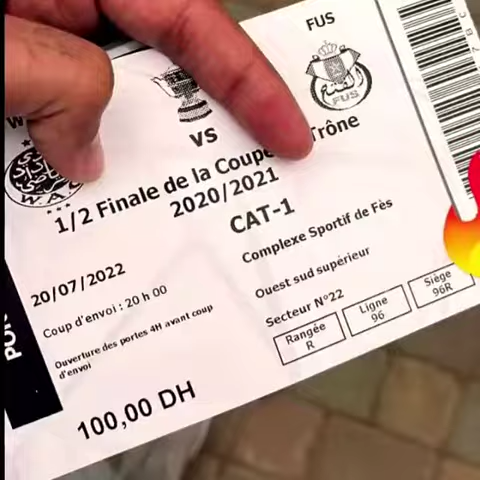 FUS
W
VS
1/2 Finale de la Coupe Trône
2020/2021
CAT-1
Complexe Sportif de Fès
20/07/2022
Ouest sud supérieur
Coup d'envoi : 20 h 00
Secteur N°22
Ouverture des portes 4H avant coup
d'envoi
Rangée
R
Ligne
96
Siège
96R
100,00 DH
FUS
W.A.C